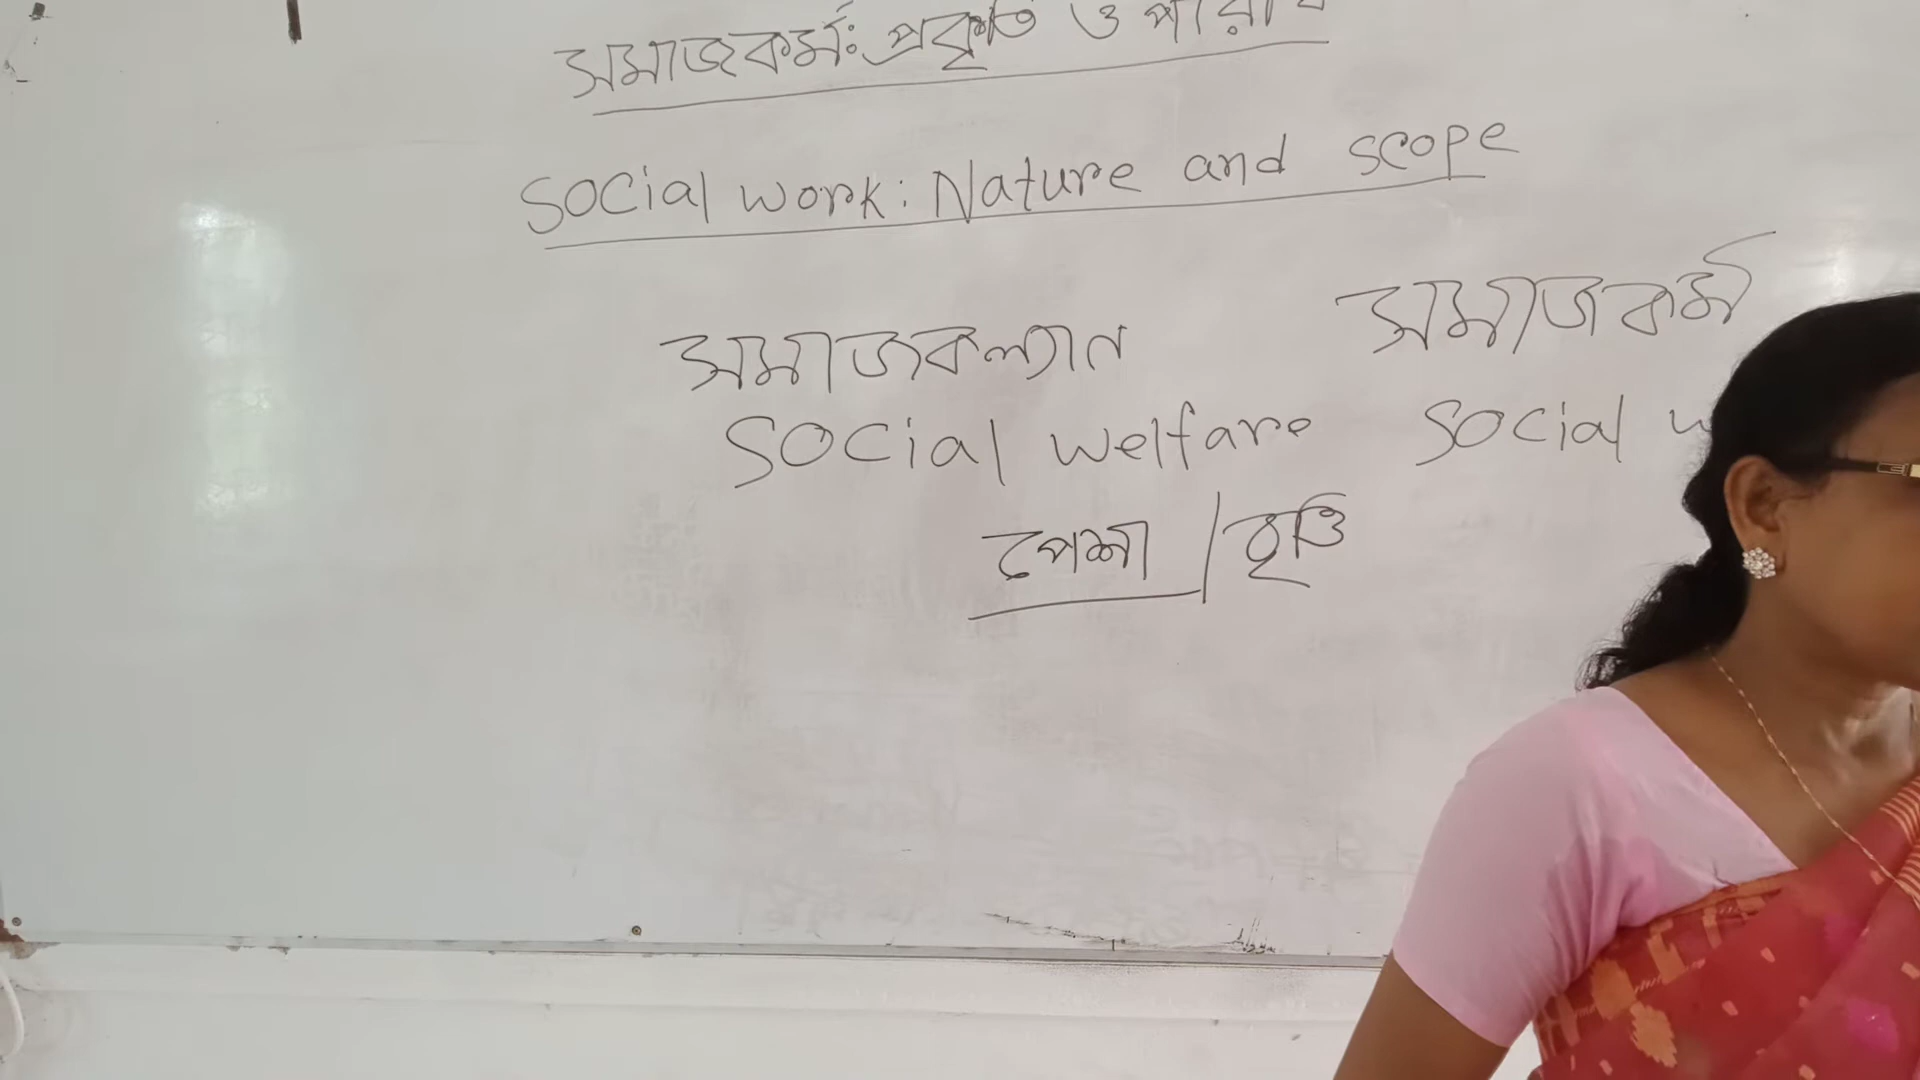 সমাজকর্ম: প্রকৃতি ও
Social work: Nature and scope
সমাজকল্যান সমাজকর্ম
Social welfare Social
পেশা / বৃত্তি